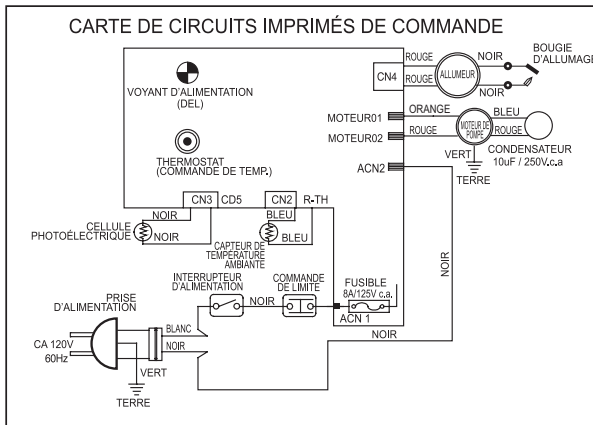 CARTE DE CIRCUITS IMPRIMÉS DE COMMANDE
VOYANT D'ALIMENTATION
(DEL)
THERMOSTAT
(COMMANDE DE TEMP.)
CN4
ROUGE
ROUGE
ALLUMEUR
NOIR
NOIR
BOUGIE
D'ALLUMAGE
MOTEUR01
ORANGE
MOTEUR02
ROUGE
MOTEUR DE
POMPE
BLEU
ROUGE
CONDENSATEUR
10uF / 250V.c.a
VERT
TERRE
ACN2
CN3
CD5
CN2
R-TH
NOIR
NOIR
CELLULE
PHOTOÉLECTRIQUE
BLEU
BLEU
CAPTEUR DE
TEMPÉRATURE
AMBIANTE
INTERRUPTEUR
D'ALIMENTATION
NOIR
COMMANDE
DE LIMITE
FUSIBLE
8A/125V c.a.
ACN 1
NOIR
NOIR
PRISE
D'ALIMENTATION
CA 120V
60Hz
BLANC
NOIR
VERT
TERRE